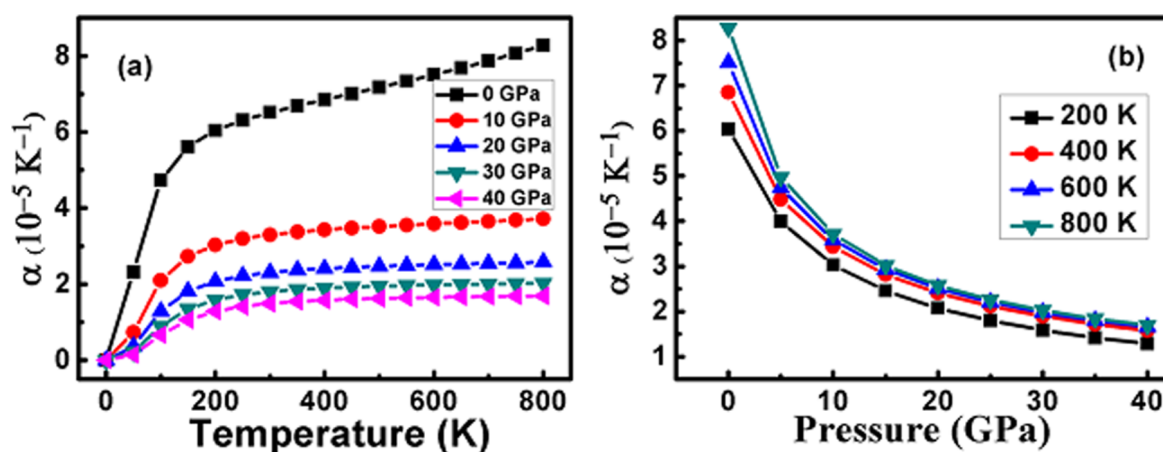 (a)
8
6
4
2
0
α (10⁻⁵ K⁻¹)
0 GPa
10 GPa
20 GPa
30 GPa
40 GPa
0 200 400 600 800
Temperature (K)
(b)
8
7
6
5
4
3
2
1
α (10⁻⁵ K⁻¹)
200 K
400 K
600 K
800 K
0 10 20 30 40
Pressure (GPa)